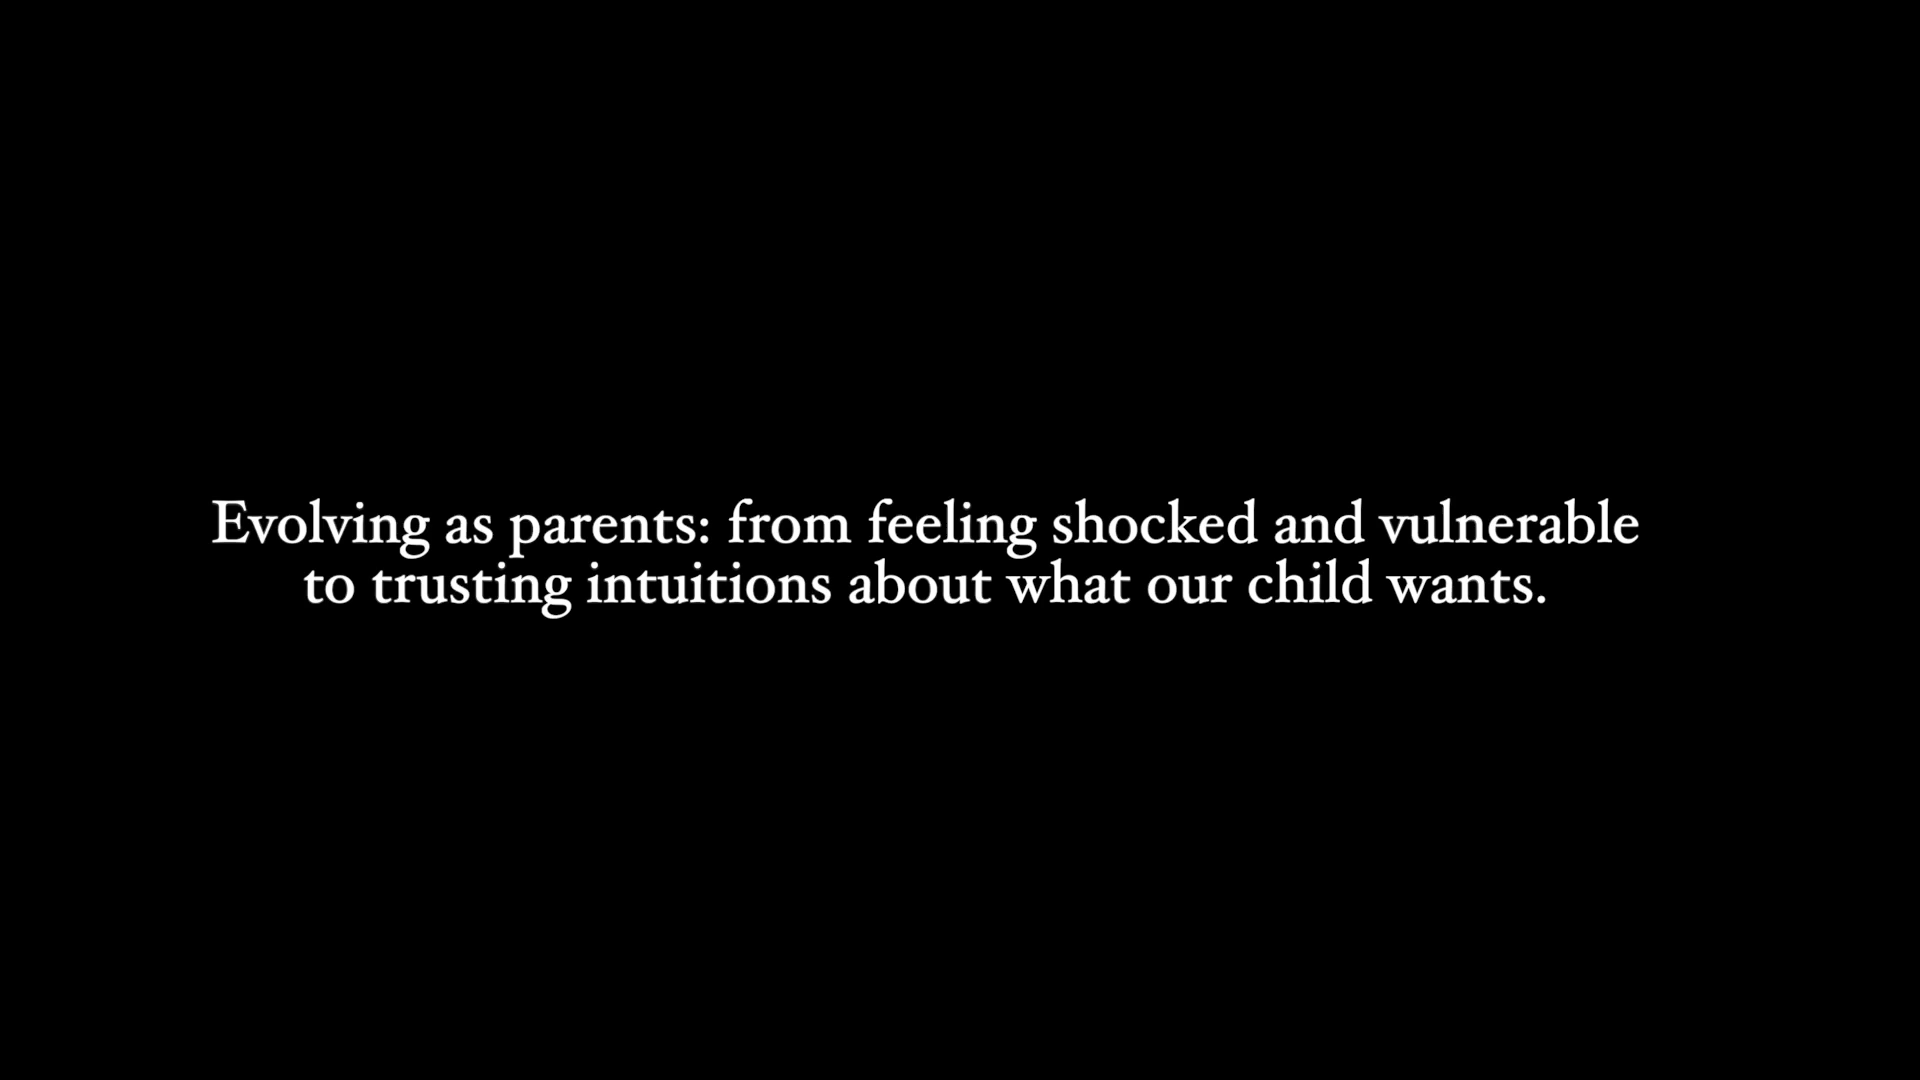 Evolving as parents: from feeling shocked and vulnerable
to trusting intuitions about what our child wants.